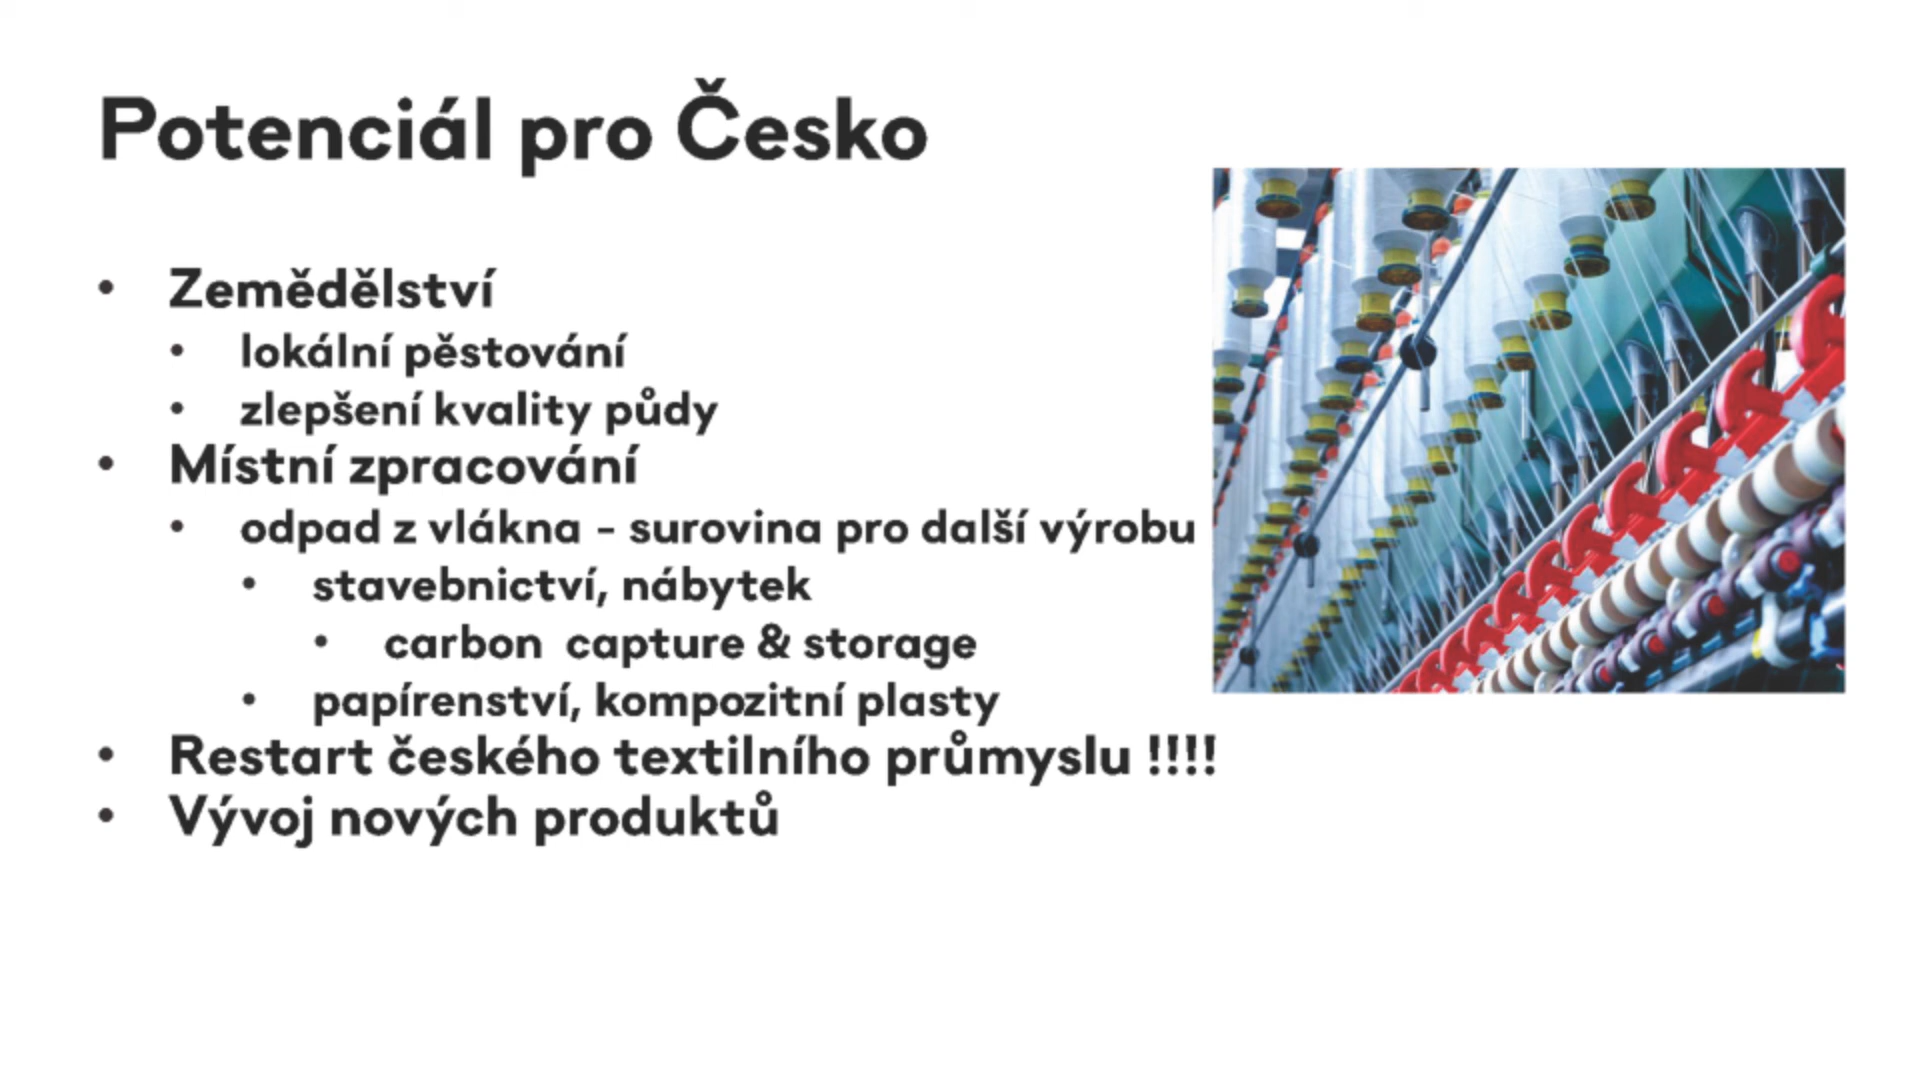 Potenciál pro Česko
• Zemědělství
• lokální pěstování
• zlepšení kvality půdy
• Místní zpracování
• odpad z vlákna - surovina pro další výrobu
• stavebnictví, nábytek
• carbon capture & storage
• papírenství, kompozitní plasty
• Restart českého textilního průmyslu !!!!
• Vývoj nových produktů